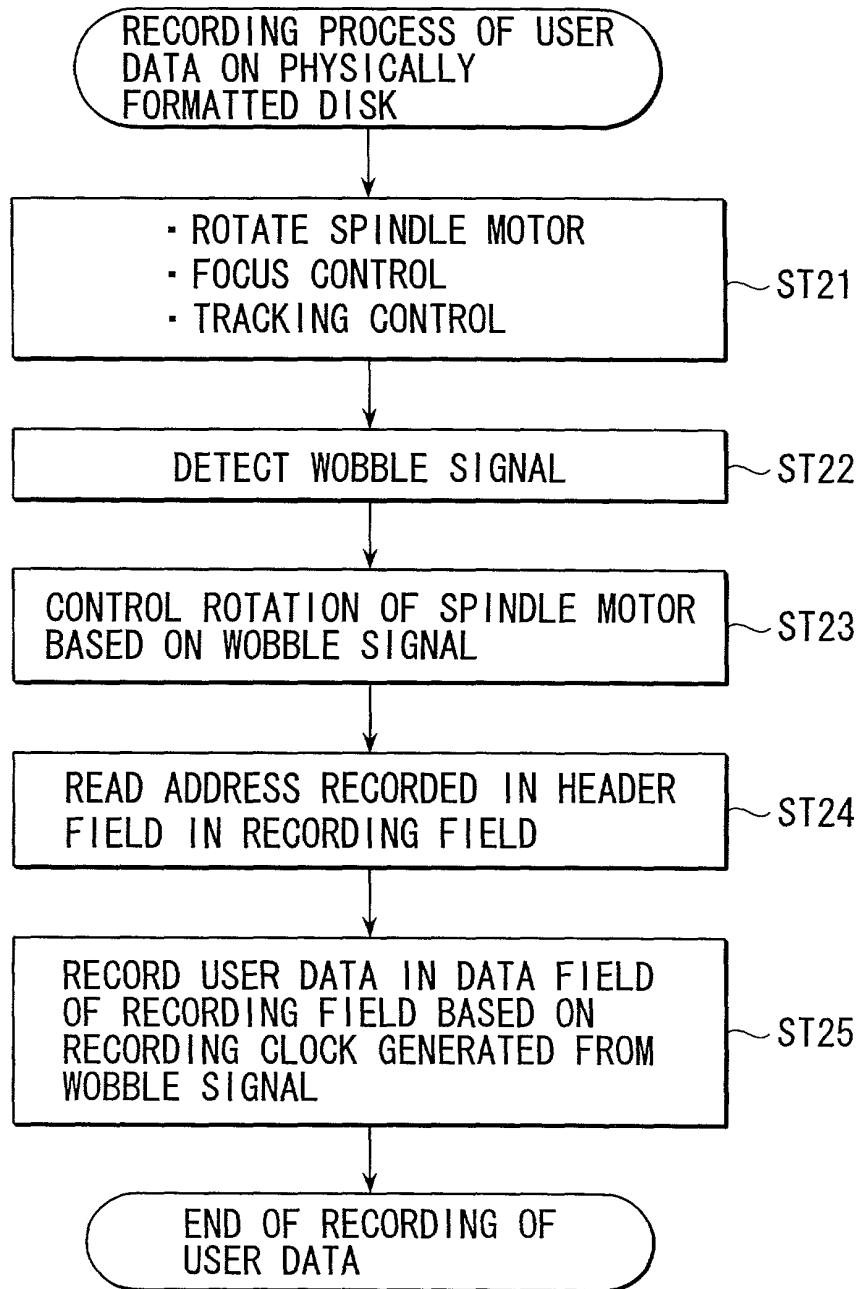 RECORDING PROCESS OF USER
DATA ON PHYSICALLY
FORMATTED DISK
・ROTATE SPINDLE MOTOR
・FOCUS CONTROL
・TRACKING CONTROL
ST21
DETECT WOBBLE SIGNAL
ST22
CONTROL ROTATION OF SPINDLE MOTOR
BASED ON WOBBLE SIGNAL
ST23
READ ADDRESS RECORDED IN HEADER
FIELD IN RECORDING FIELD
ST24
RECORD USER DATA IN DATA FIELD
OF RECORDING FIELD BASED ON
RECORDING CLOCK GENERATED FROM
WOBBLE SIGNAL
ST25
END OF RECORDING OF
USER DATA